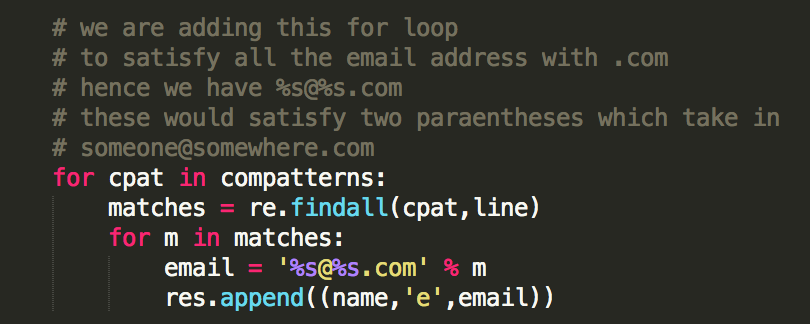 # we are adding this for loop
# to satisfy all the email address with .com
# hence we have %s@%s.com
# these would satisfy two paraentheses which take in
# someone@somewhere.com
for cpat in compatterns:
    matches = re.findall(cpat,line)
    for m in matches:
        email = '%s@%s.com' % m
        res.append((name,'e',email))